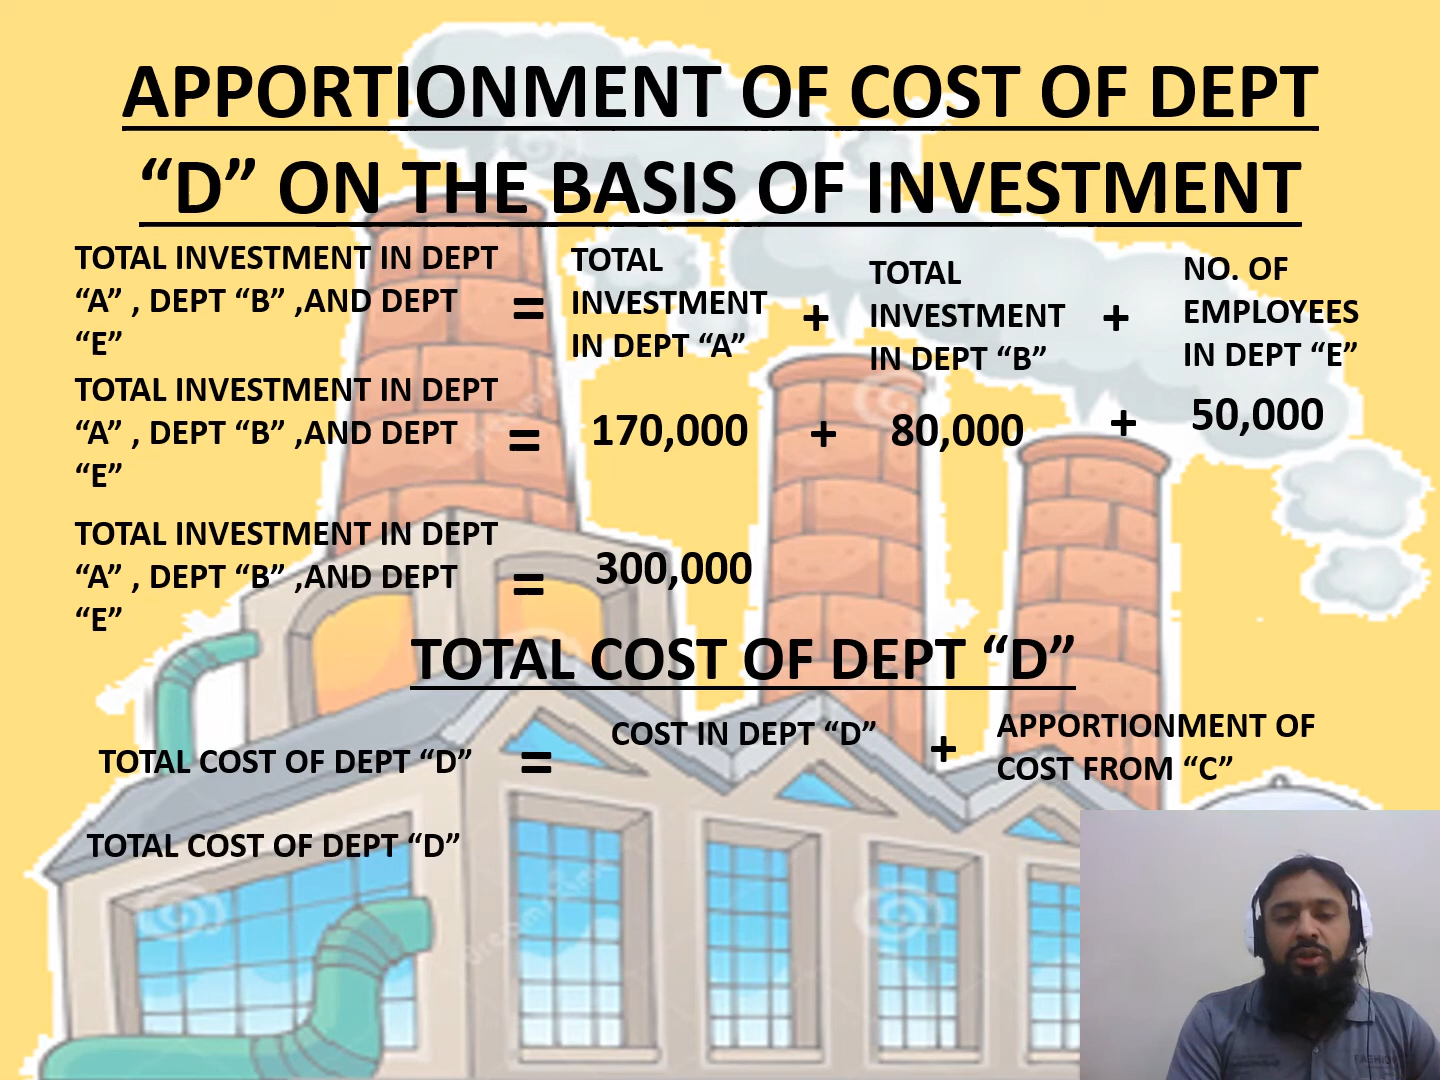 APPORTIONMENT OF COST OF DEPT
“D” ON THE BASIS OF INVESTMENT
TOTAL INVESTMENT IN DEPT
“A” , DEPT “B” ,AND DEPT
“E”
=
TOTAL
INVESTMENT
IN DEPT “A”
+
TOTAL
INVESTMENT
IN DEPT “B”
+
NO. OF
EMPLOYEES
IN DEPT “E”
TOTAL INVESTMENT IN DEPT
“A” , DEPT “B” ,AND DEPT
“E”
=
170,000
+
80,000
+
50,000
TOTAL INVESTMENT IN DEPT
“A” , DEPT “B” ,AND DEPT
“E”
=
300,000
TOTAL COST OF DEPT “D”
TOTAL COST OF DEPT “D”
=
COST IN DEPT “D”
+
APPORTIONMENT OF
COST FROM “C”
TOTAL COST OF DEPT “D”